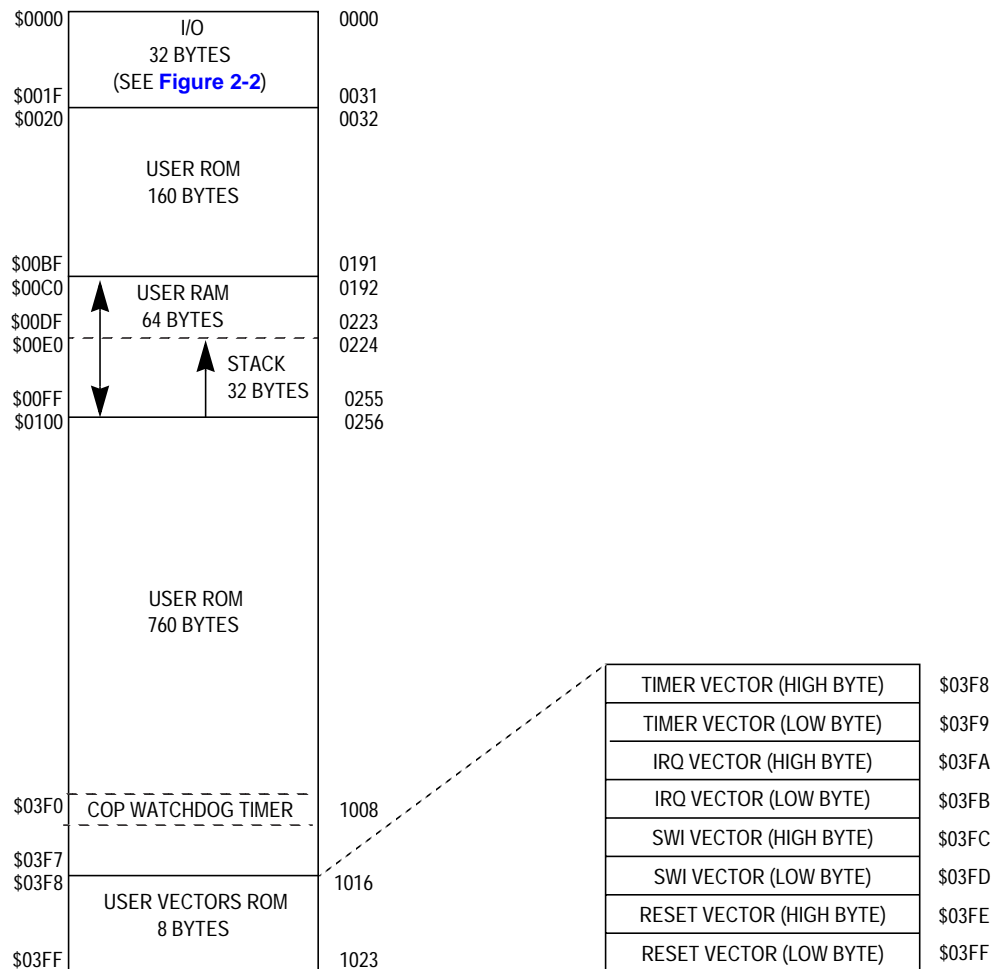 $0000 I/O 0000
32 BYTES
(SEE Figure 2-2)
$001F 0031
$0020 0032
USER ROM
160 BYTES
$00BF 0191
$00C0 USER RAM 0192
$00DF 64 BYTES 0223
$00E0 0224
STACK
32 BYTES
$00FF 0255
$0100 0256
USER ROM
760 BYTES
$03F0 COP WATCHDOG TIMER 1008
$03F7
$03F8 1016
USER VECTORS ROM
8 BYTES
$03FF 1023
TIMER VECTOR (HIGH BYTE) $03F8
TIMER VECTOR (LOW BYTE) $03F9
IRQ VECTOR (HIGH BYTE) $03FA
IRQ VECTOR (LOW BYTE) $03FB
SWI VECTOR (HIGH BYTE) $03FC
SWI VECTOR (LOW BYTE) $03FD
RESET VECTOR (HIGH BYTE) $03FE
RESET VECTOR (LOW BYTE) $03FF